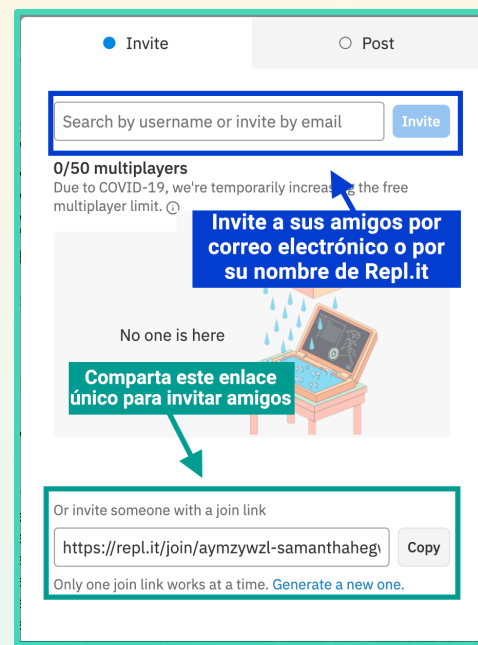 Invite
Post
Search by username or invite by email
Invite
0/50 multiplayers
Due to COVID-19, we're temporarily the free
multiplayer limit.
Invite a sus amigos por
correo electrónico o por
su nombre de Repl.it
No one is here
Comparta este enlace
único para invitar amigos
Or invite someone with a join link
https://repl.it/join/aymzywzl-samanthaheg
Copy
Only one join link works at a time. Generate a new one.